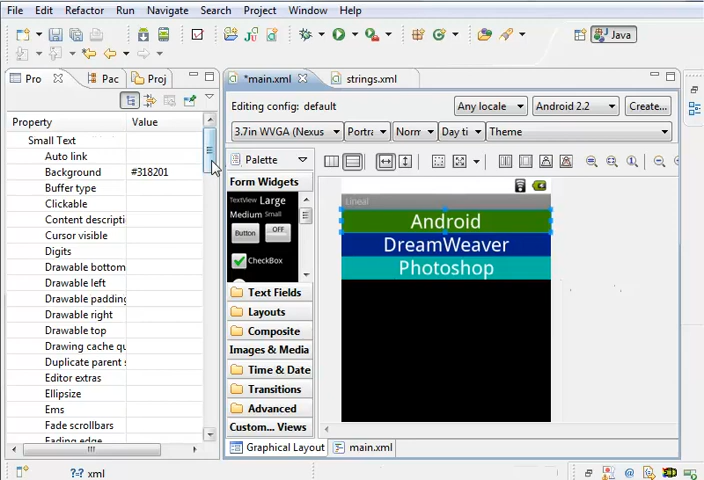 File Edit Refactor Run Navigate Search Project Window Help
Java
Pro Pac Proj
*main.xml strings.xml
Editing config: default
Any locale Android 2.2 Create...
3.7in WVGA (Nexus Portra: Norm Day ti Theme
Property Value
Small Text
Auto link
Background #318201
Buffer type
Clickable
Content descripti
Cursor visible
Digits
Drawable bottom
Drawable left
Drawable padding
Drawable right
Drawable top
Drawing cache qu
Duplicate parent s
Editor extras
Ellipsize
Ems
Fade scrollbars
Fading edge
Palette
Form Widgets
TextView Large
Medium Small
Button OFF
CheckBox
Text Fields
Layouts
Composite
Images & Media
Time & Date
Transitions
Advanced
Custom... Views
Lineal
Android
DreamWeaver
Photoshop
Graphical Layout main.xml
xml